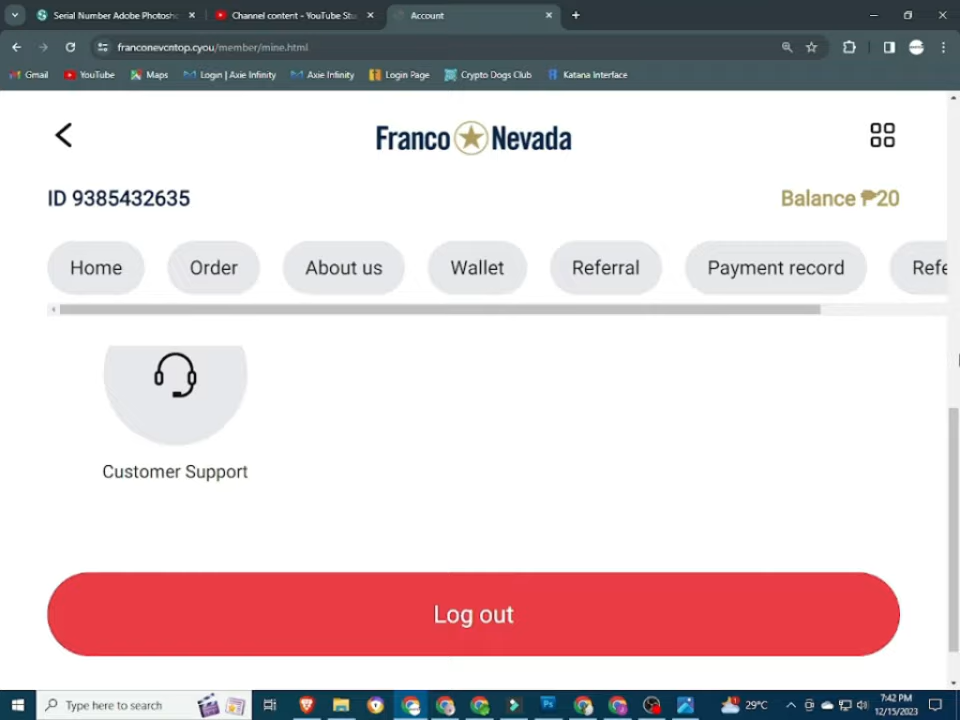 Serial Number Adobe Photosh
Channel content - YouTube Stu
Account
franconevcntop.cyou/member/mine.html
Gmail
YouTube
Maps
Login | Axie Infinity
Axie Infinity
Login Page
Crypto Dogs Club
Katana Interface
Franco Nevada
ID 9385432635
Balance ₱20
Home
Order
About us
Wallet
Referral
Payment record
Refe
Customer Support
Log out
Type here to search
29°C
7:42 PM
12/15/2023